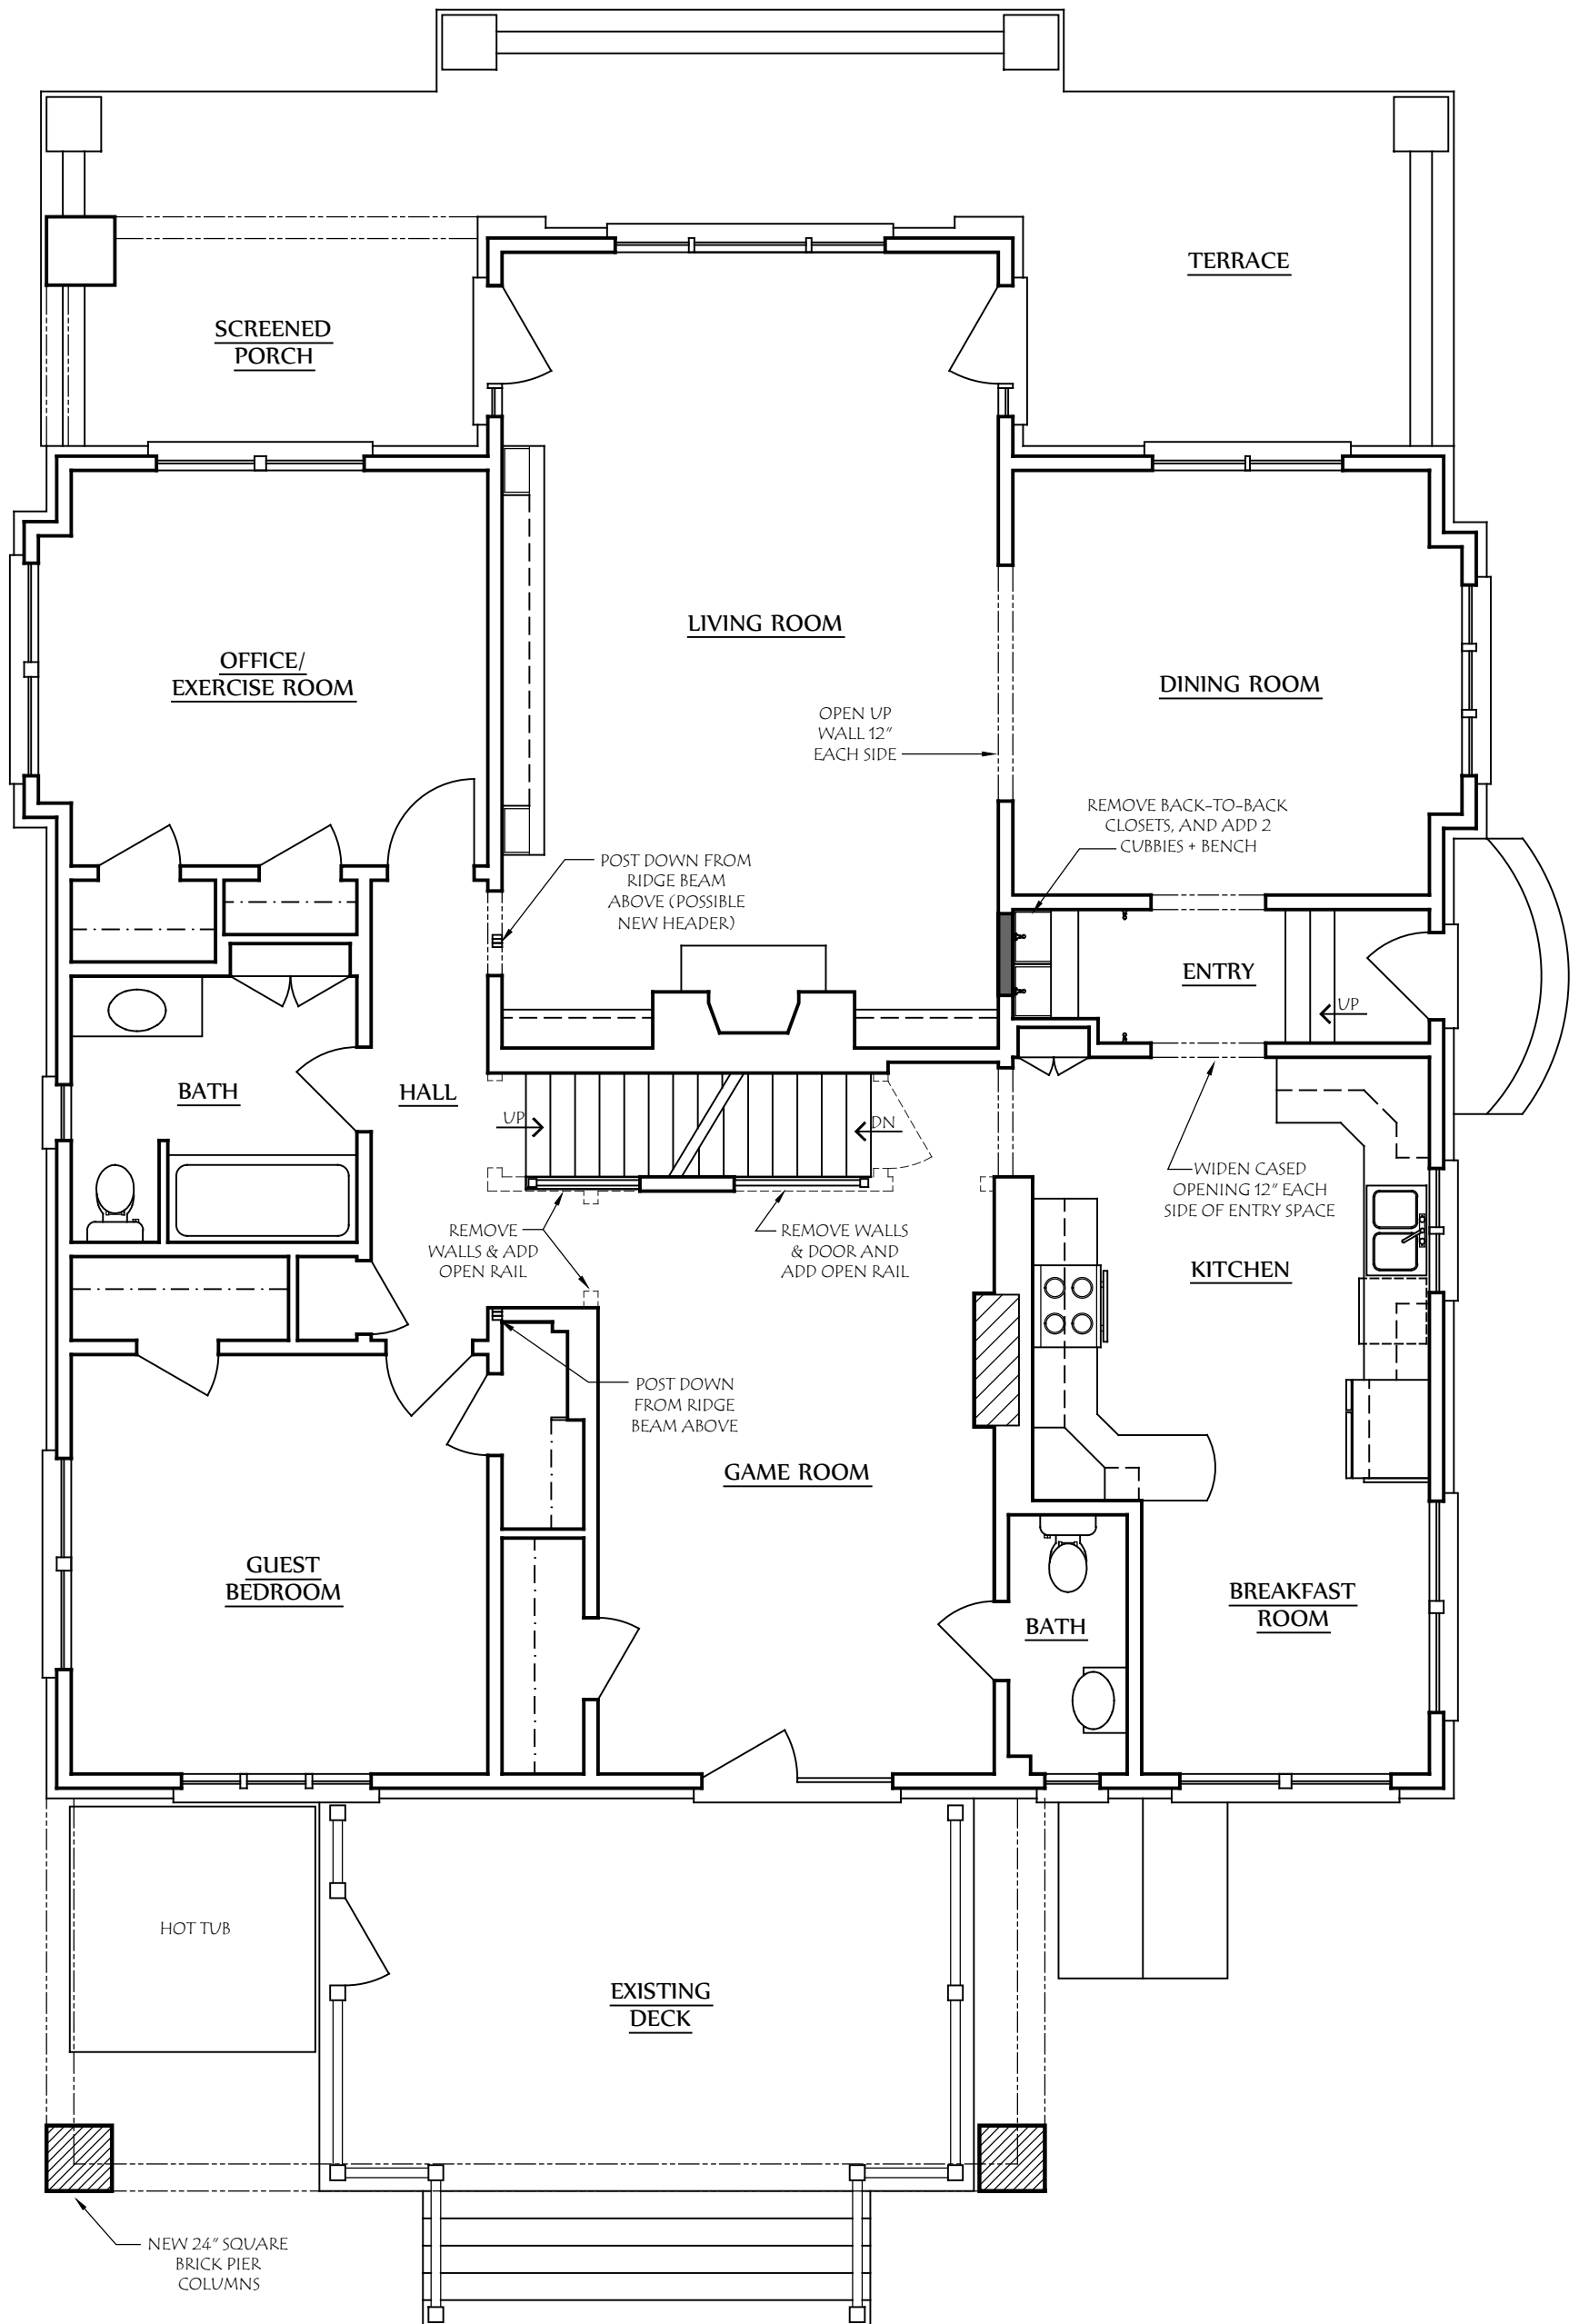 TERRACE
SCREENED
PORCH
LIVING ROOM
OFFICE/
EXERCISE ROOM
DINING ROOM
OPEN UP
WALL 12"
EACH SIDE
REMOVE BACK-TO-BACK
CLOSETS, AND ADD 2
CUBBIES + BENCH
POST DOWN FROM
RIDGE BEAM
ABOVE (POSSIBLE
NEW HEADER)
ENTRY
UP
BATH
HALL
UP
DN
WIDEN CASED
OPENING 12" EACH
SIDE OF ENTRY SPACE
REMOVE
WALLS & ADD
OPEN RAIL
REMOVE WALLS
& DOOR AND
ADD OPEN RAIL
KITCHEN
POST DOWN
FROM RIDGE
BEAM ABOVE
GAME ROOM
GUEST
BEDROOM
BREAKFAST
ROOM
BATH
HOT TUB
EXISTING
DECK
NEW 24" SQUARE
BRICK PIER
COLUMNS